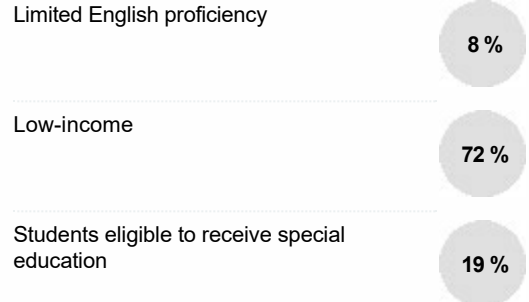 Limited English proficiency
8 %
Low-income
72 %
Students eligible to receive special
education
19 %